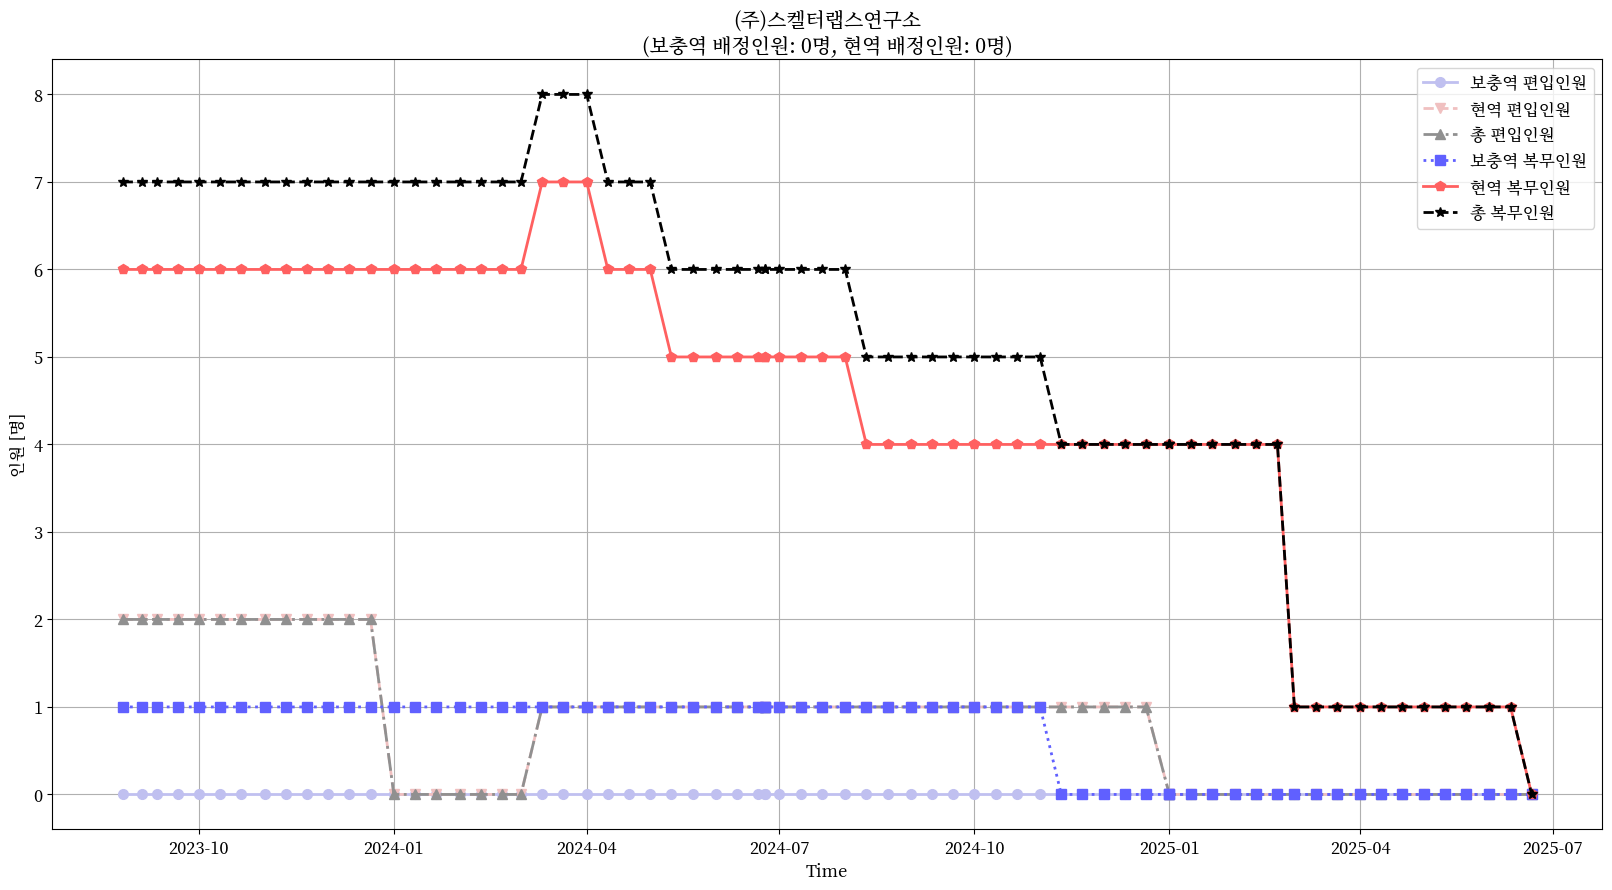 (주)스켈터랩스연구소
(보충역 배정인원: 0명, 현역 배정인원: 0명)
보충역 편입인원
현역 편입인원
총 편입인원
보충역 복무인원
현역 복무인원
총 복무인원
인원 [명]
8
7
6
5
4
3
2
1
0
2023-10 2024-01 2024-04 2024-07 2024-10 2025-01 2025-04 2025-07
Time